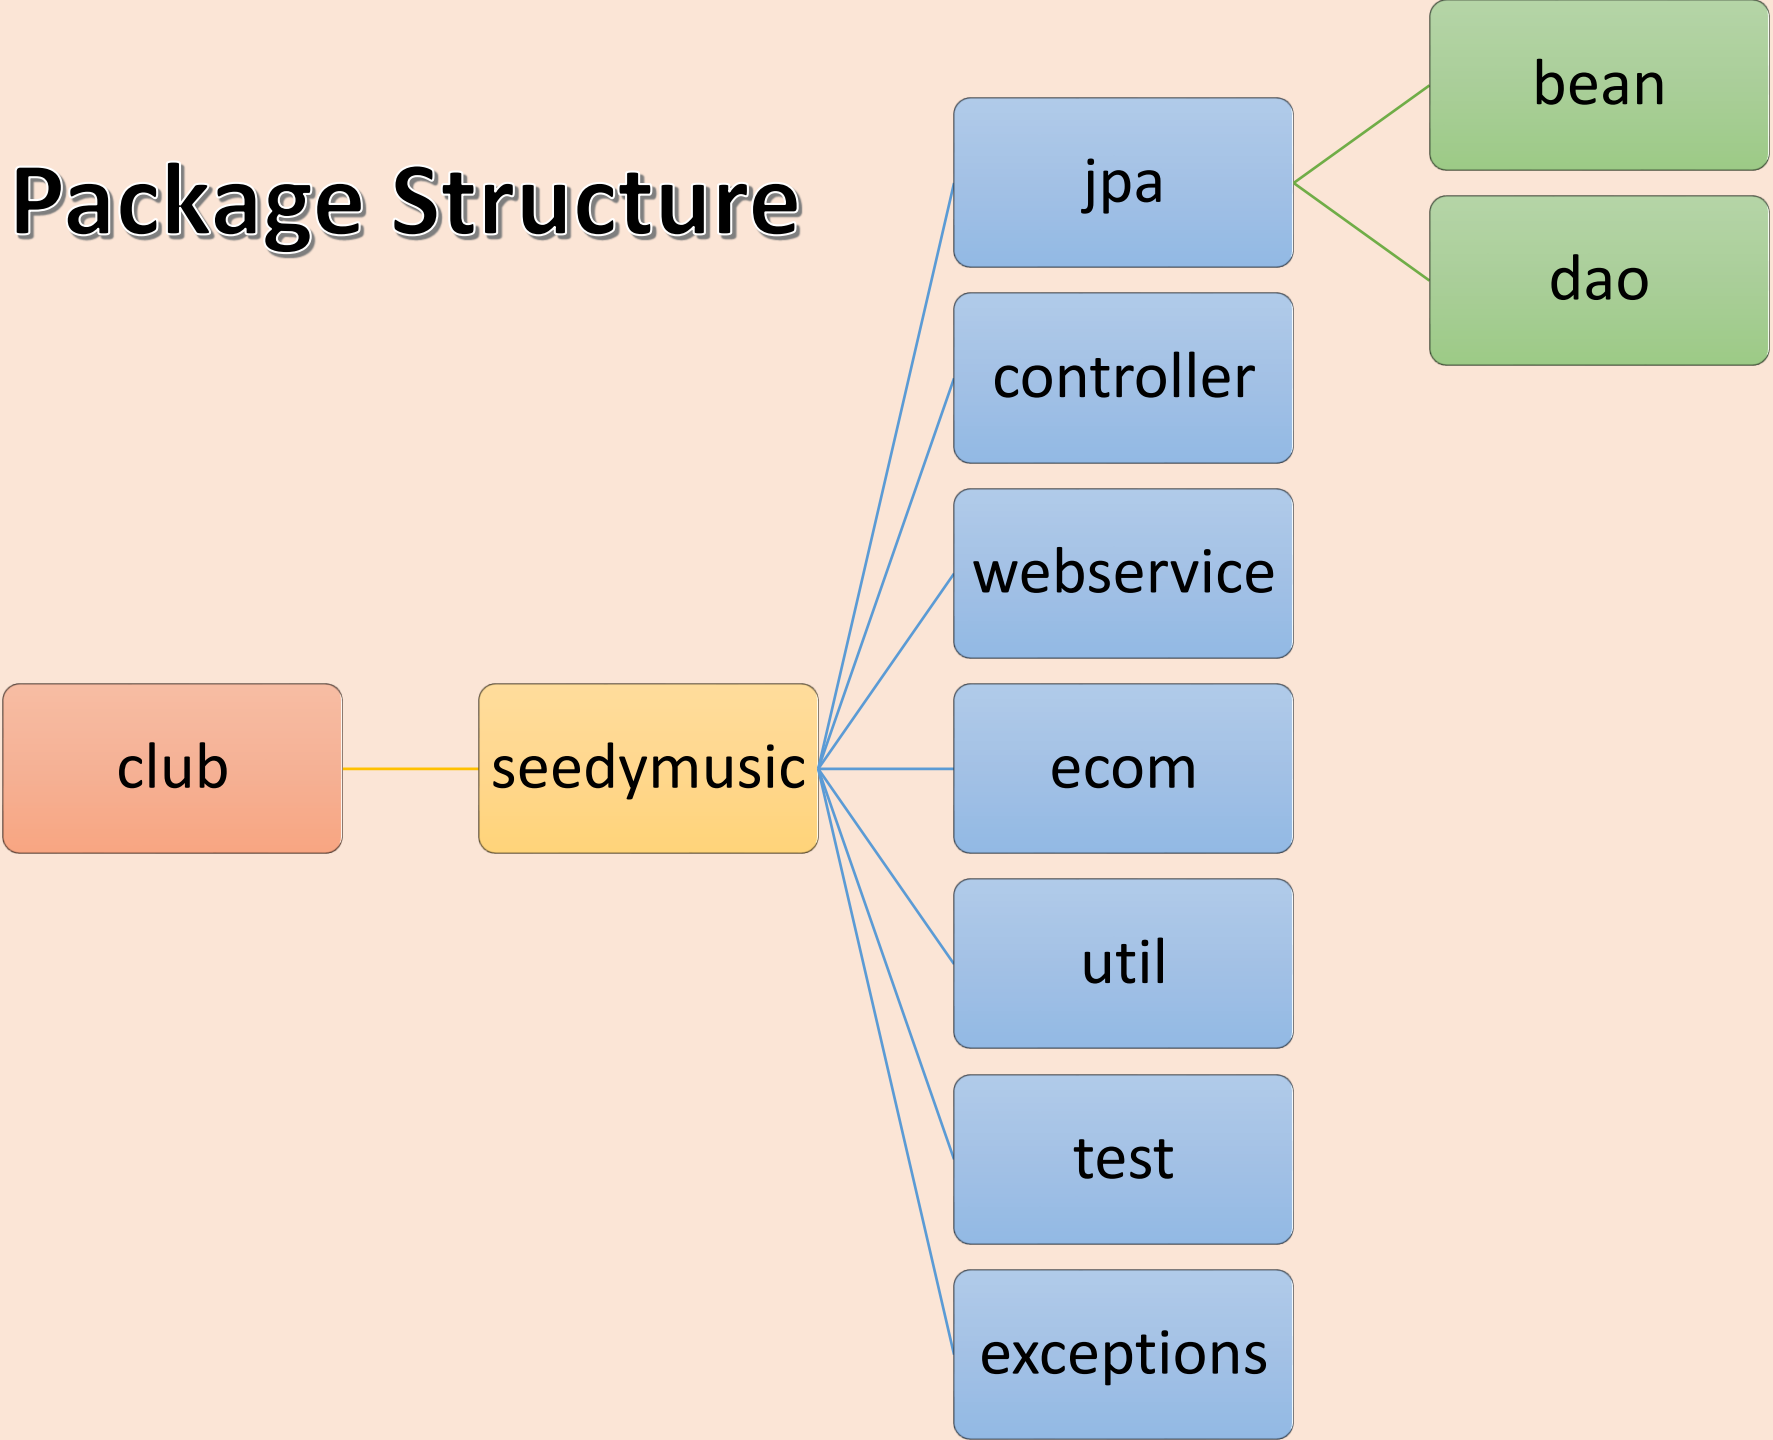 Package Structure
club
seedymusic
jpa
controller
webservice
ecom
util
test
exceptions
bean
dao